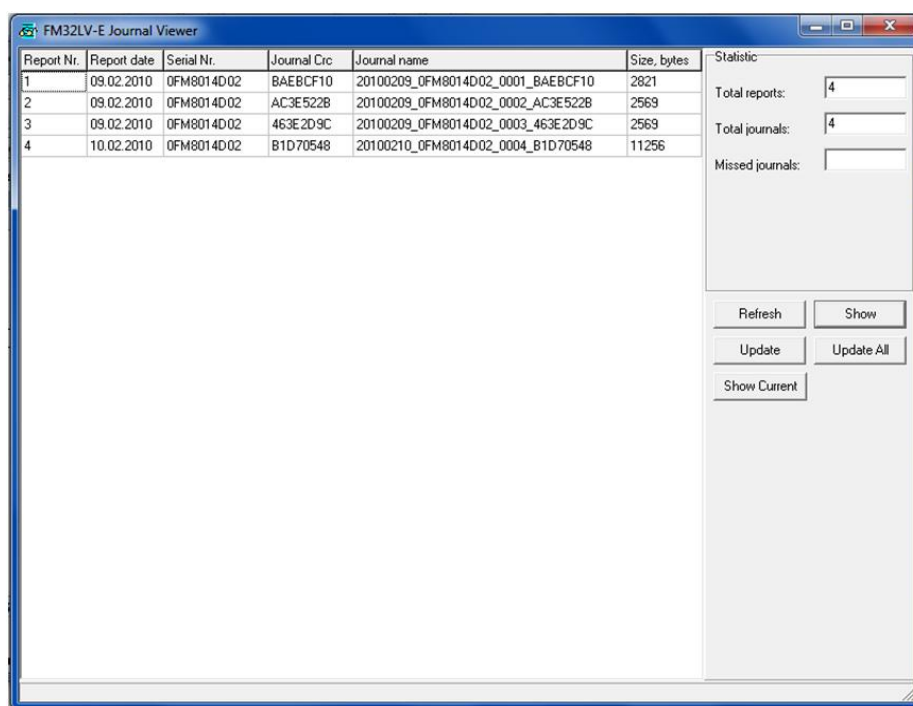 FM32LV-E Journal Viewer
Report Nr. Report date Serial Nr. Journal Crc Journal name Size, bytes
1 09.02.2010 0FM8014D02 BAEBCF10 20100209_0FM8014D02_0001_BAEBCF10 2821
2 09.02.2010 0FM8014D02 AC3E522B 20100209_0FM8014D02_0002_AC3E522B 2569
3 09.02.2010 0FM8014D02 463E2D9C 20100209_0FM8014D02_0003_463E2D9C 2569
4 10.02.2010 0FM8014D02 B1D70548 20100210_0FM8014D02_0004_B1D70548 11256
Statistic
Total reports: 4
Total journals: 4
Missed journals:
Refresh Show
Update Update All
Show Current